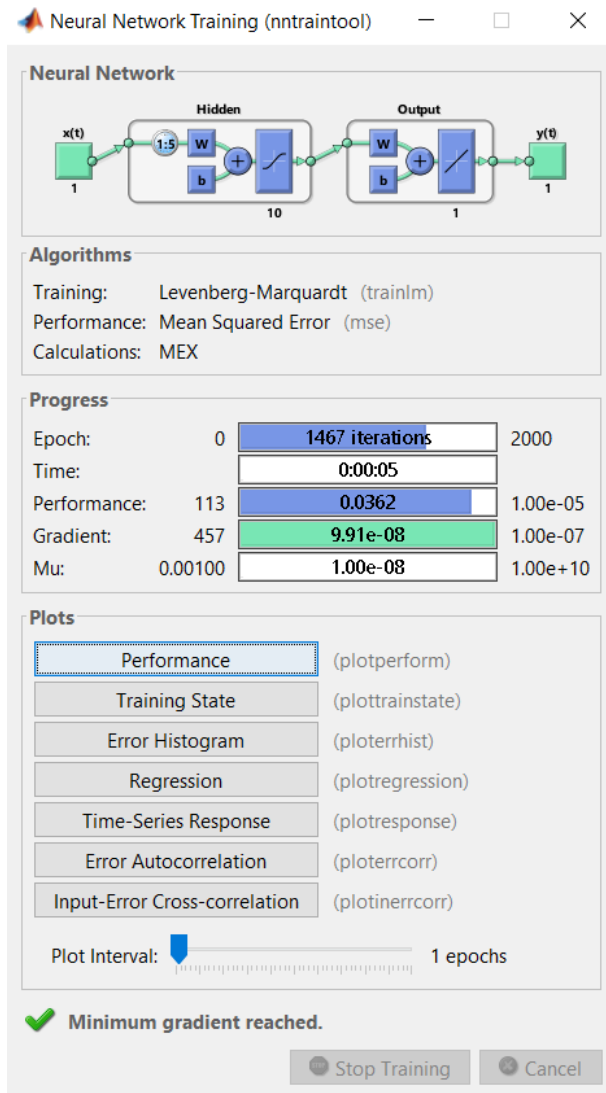 Neural Network Training (nntraintool)
Neural Network
Hidden Output
x(t) 1:5 W W y(t)
+ +
b b
1 10 1 1
Algorithms
Training: Levenberg-Marquardt (trainlm)
Performance: Mean Squared Error (mse)
Calculations: MEX
Progress
Epoch: 0 1467 iterations 2000
Time: 0:00:05
Performance: 113 0.0362 1.00e-05
Gradient: 457 9.91e-08 1.00e-07
Mu: 0.00100 1.00e-08 1.00e+10
Plots
Performance (plotperform)
Training State (plottrainstate)
Error Histogram (ploterrhist)
Regression (plotregression)
Time-Series Response (plotresponse)
Error Autocorrelation (ploterrcorr)
Input-Error Cross-correlation (plotinerrcorr)
Plot Interval: 1 epochs
Minimum gradient reached.
Stop Training Cancel